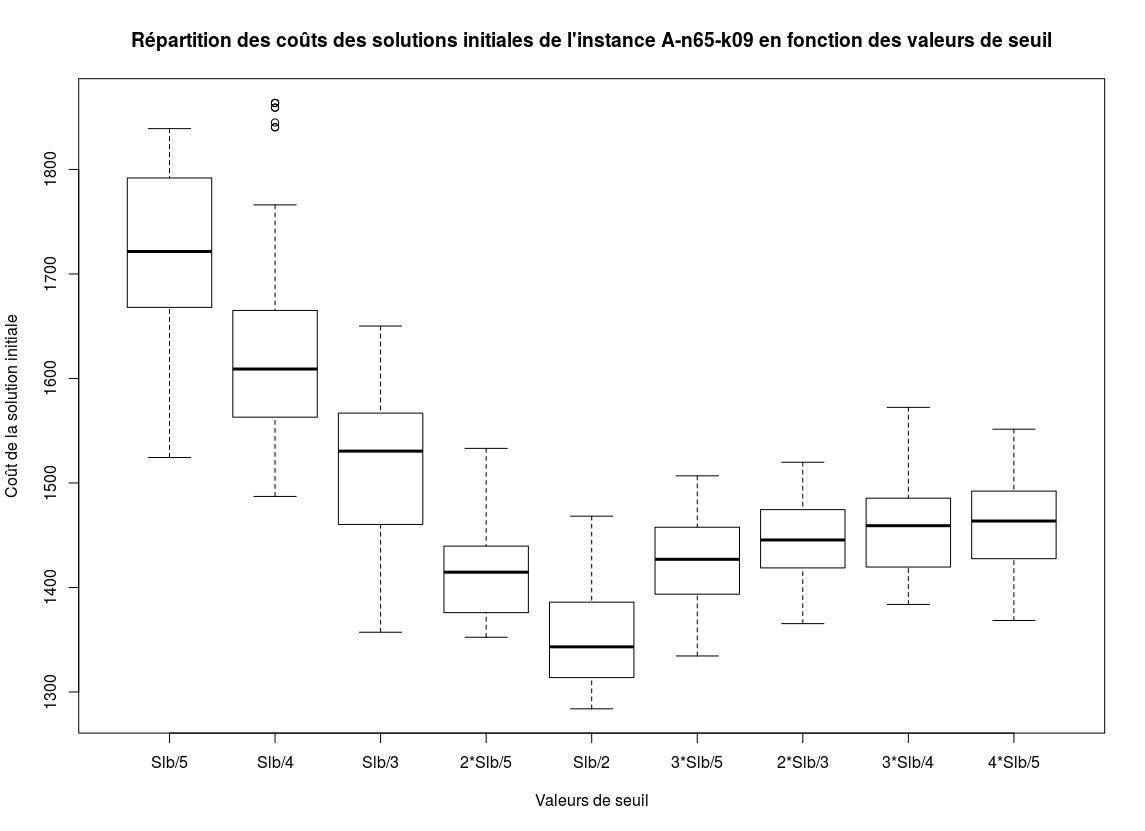 Répartition des coûts des solutions initiales de l'instance A-n65-k09 en fonction des valeurs de seuil
Coût de la solution initiale
1800
1700
1600
1500
1400
1300
Slb/5 Slb/4 Slb/3 2*Slb/5 Slb/2 3*Slb/5 2*Slb/3 3*Slb/4 4*Slb/5
Valeurs de seuil